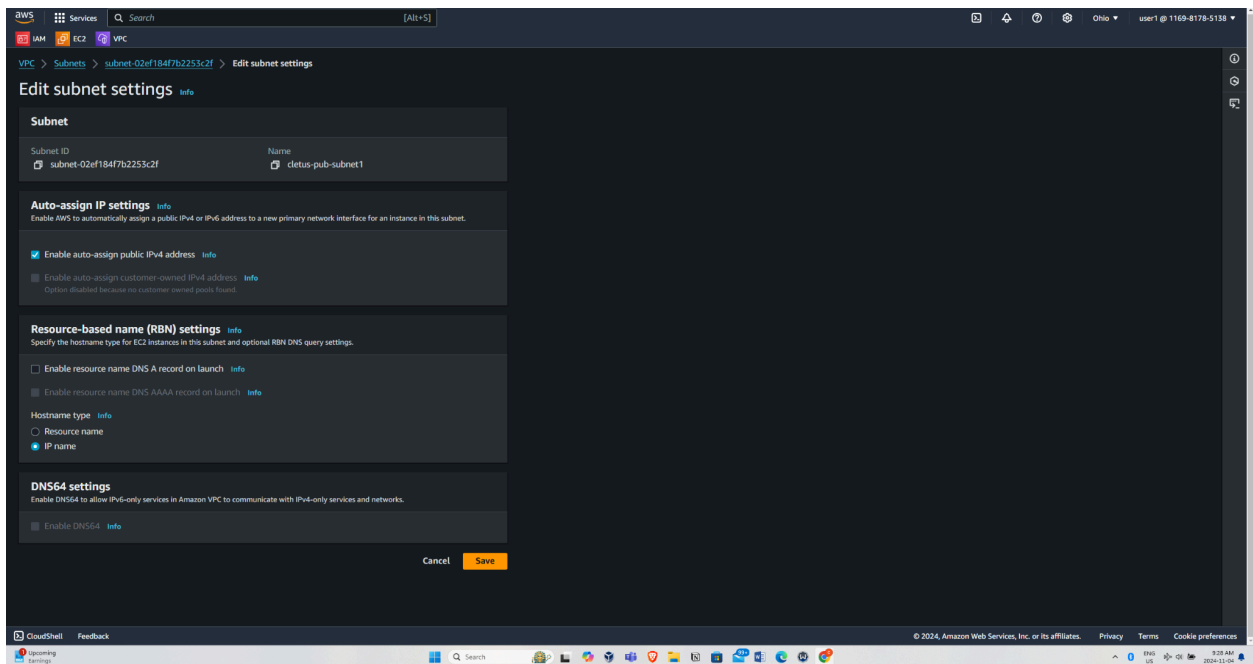 aws Services Search [Alt+S] Ohio ▼ user1 @ 1169-8178-5138 ▼
IAM EC2 VPC
VPC > Subnets > subnet-02ef184f7b2253c2f > Edit subnet settings
Edit subnet settings Info
Subnet
Subnet ID Name
subnet-02ef184f7b2253c2f cletus-pub-subnet1
Auto-assign IP settings Info
Enable AWS to automatically assign a public IPv4 or IPv6 address to a new primary network interface for an instance in this subnet.
Enable auto-assign public IPv4 address Info
Enable auto-assign customer-owned IPv4 address Info
Option disabled because no customer owned pools found.
Resource-based name (RBN) settings Info
Specify the hostname type for EC2 instances in this subnet and optional RBN DNS query settings.
Enable resource name DNS A record on launch Info
Enable resource name DNS AAAA record on launch Info
Hostname type Info
Resource name
IP name
DNS64 settings
Enable DNS64 to allow IPv6-only services in Amazon VPC to communicate with IPv4-only services and networks.
Enable DNS64 Info
Cancel Save
CloudShell Feedback © 2024, Amazon Web Services, Inc. or its affiliates. Privacy Terms Cookie preferences
Upcoming
Earnings
Search
99+
ENG
US
9:28 AM
2024-11-04